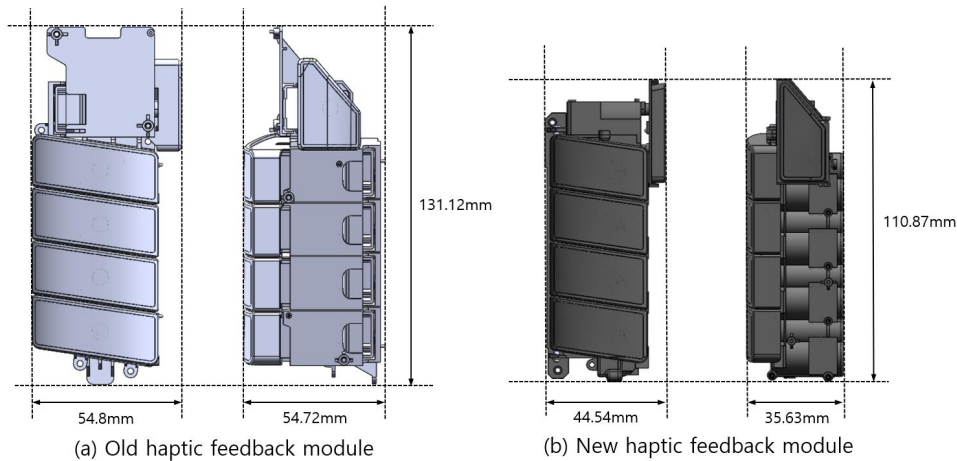 131.12mm
110.87mm
54.8mm
54.72mm
44.54mm
35.63mm
(a) Old haptic feedback module
(b) New haptic feedback module